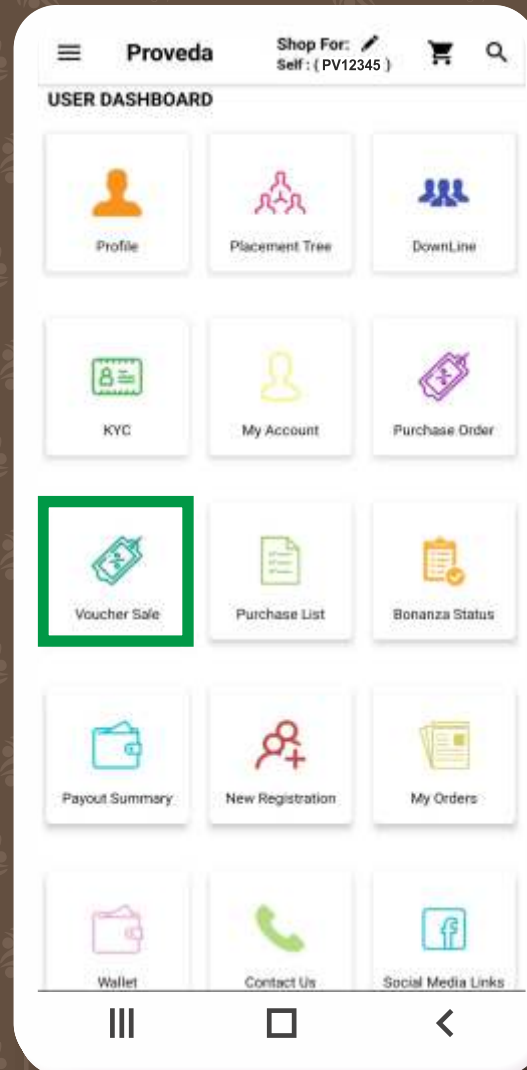 Proveda
Shop For:
Self : ( PV12345 )
USER DASHBOARD
Profile
Placement Tree
DownLine
KYC
My Account
Purchase Order
Voucher Sale
Purchase List
Bonanza Status
Payout Summary
New Registration
My Orders
Wallet
Contact Us
Social Media Links